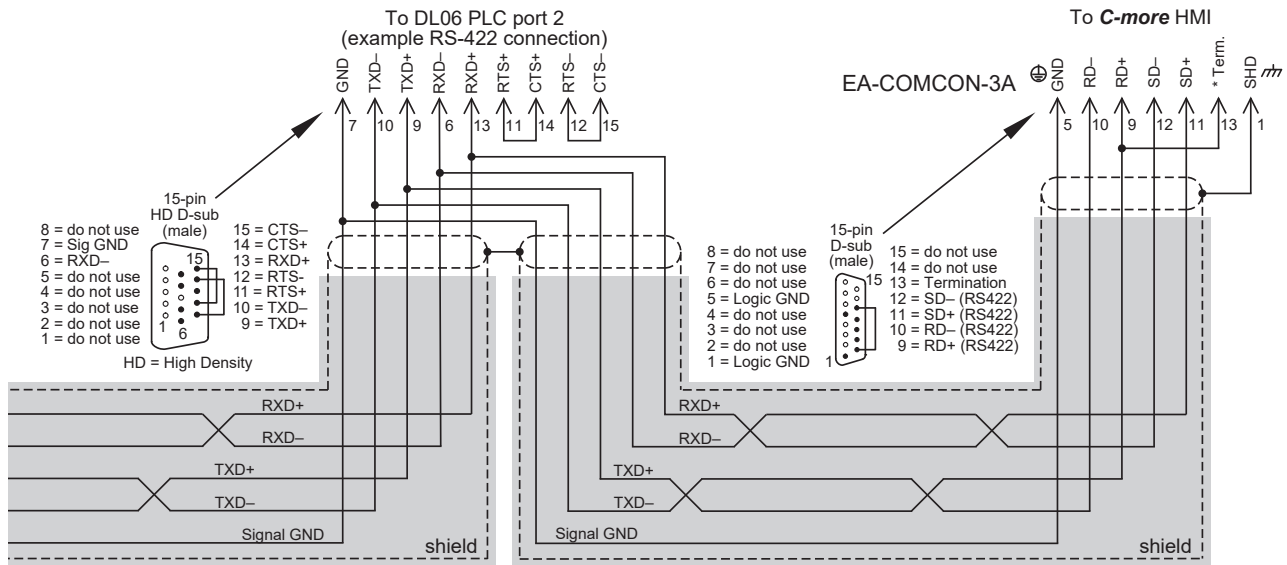 To DL06 PLC port 2
(example RS-422 connection)
GND
TXD–
TXD+
RXD–
RXD+
RTS+
CTS+
RTS–
CTS–
7
10
9
6
13
11
14
12
15
15-pin
HD D-sub
(male)
8 = do not use
7 = Sig GND
6 = RXD–
5 = do not use
4 = do not use
3 = do not use
2 = do not use
1 = do not use
15
1
6
15 = CTS–
14 = CTS+
13 = RXD+
12 = RTS-
11 = RTS+
10 = TXD–
9 = TXD+
HD = High Density
To C-more HMI
EA-COMCON-3A
GND
RD–
RD+
SD–
SD+
* Term.
SHD
5
10
9
12
11
13
1
15-pin
D-sub
(male)
8 = do not use
7 = do not use
6 = do not use
5 = Logic GND
4 = do not use
3 = do not use
2 = do not use
1 = Logic GND
15
1
15 = do not use
14 = do not use
13 = Termination
12 = SD– (RS422)
11 = SD+ (RS422)
10 = RD– (RS422)
9 = RD+ (RS422)
RXD+
RXD–
TXD+
TXD–
Signal GND
shield
RXD+
RXD–
TXD+
TXD–
Signal GND
shield